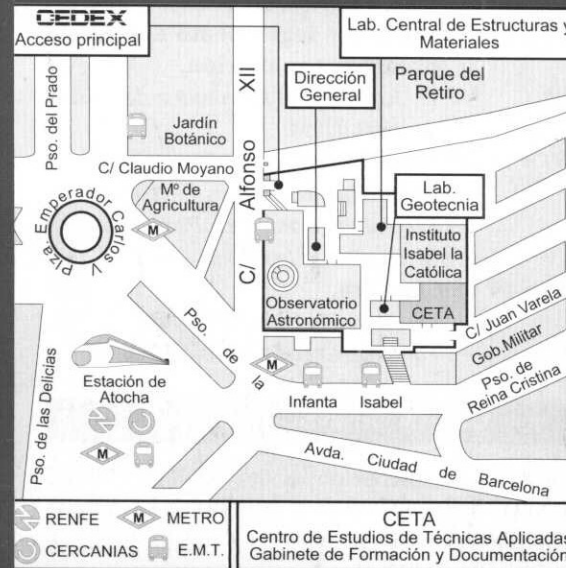 CEDEX
Acceso principal
Lab. Central de Estructuras y
Materiales
Pso. del Prado
XII
Dirección
General
Parque del
Retiro
Jardín
Botánico
C/ Claudio Moyano
Mº de
Agricultura
Alfonso
C/
Lab.
Geotecnia
Plza. Emperador Carlos V
M
Instituto
Isabel la
Católica
Observatorio
Astronómico
CETA
C/ Juan Varela
Gob.Militar
Pso. de
Reina Cristina
Pso. de la
M
Infanta Isabel
Estación de
Atocha
M
Pso. de las Delicias
Avda. Ciudad de Barcelona
RENFE
M METRO
CERCANIAS
E.M.T.
CETA
Centro de Estudios de Técnicas Aplicadas
Gabinete de Formación y Documentación